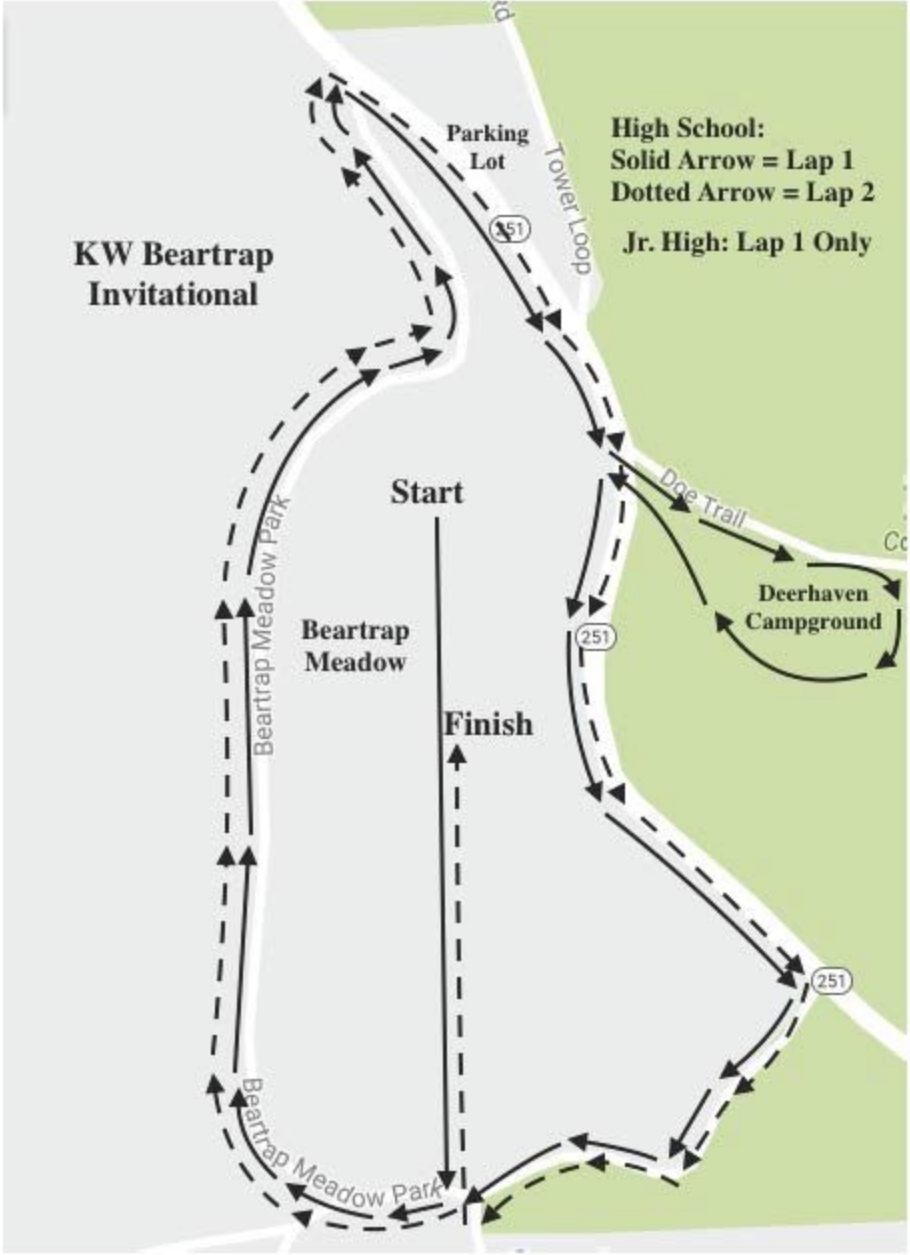 Rd
Parking
Lot
High School:
Solid Arrow = Lap 1
Dotted Arrow = Lap 2
Jr. High: Lap 1 Only
Tower Loop
251
KW Beartrap
Invitational
Start
Doe Trail
Co
Deerhaven
Campground
Beartrap Meadow Park
Beartrap
Meadow
251
Finish
251
Beartrap Meadow Park